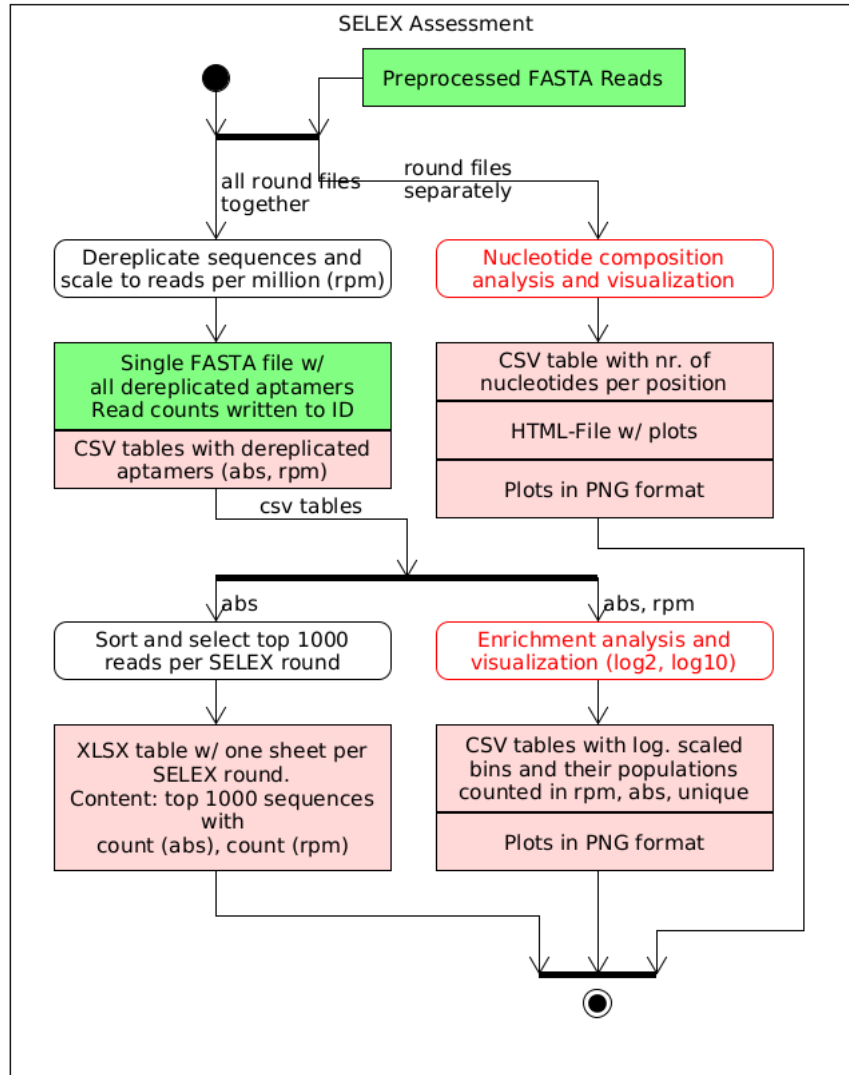 SELEX Assessment
Preprocessed FASTA Reads
all round files
together
round files
separately
Dereplicate sequences and
scale to reads per million (rpm)
Nucleotide composition
analysis and visualization
Single FASTA file w/
all dereplicated aptamers
Read counts written to ID
CSV tables with dereplicated
aptamers (abs, rpm)
CSV table with nr. of
nucleotides per position
HTML-File w/ plots
Plots in PNG format
csv tables
abs
abs, rpm
Sort and select top 1000
reads per SELEX round
Enrichment analysis and
visualization (log2, log10)
XLSX table w/ one sheet per
SELEX round.
Content: top 1000 sequences
with
count (abs), count (rpm)
CSV tables with log. scaled
bins and their populations
counted in rpm, abs, unique
Plots in PNG format